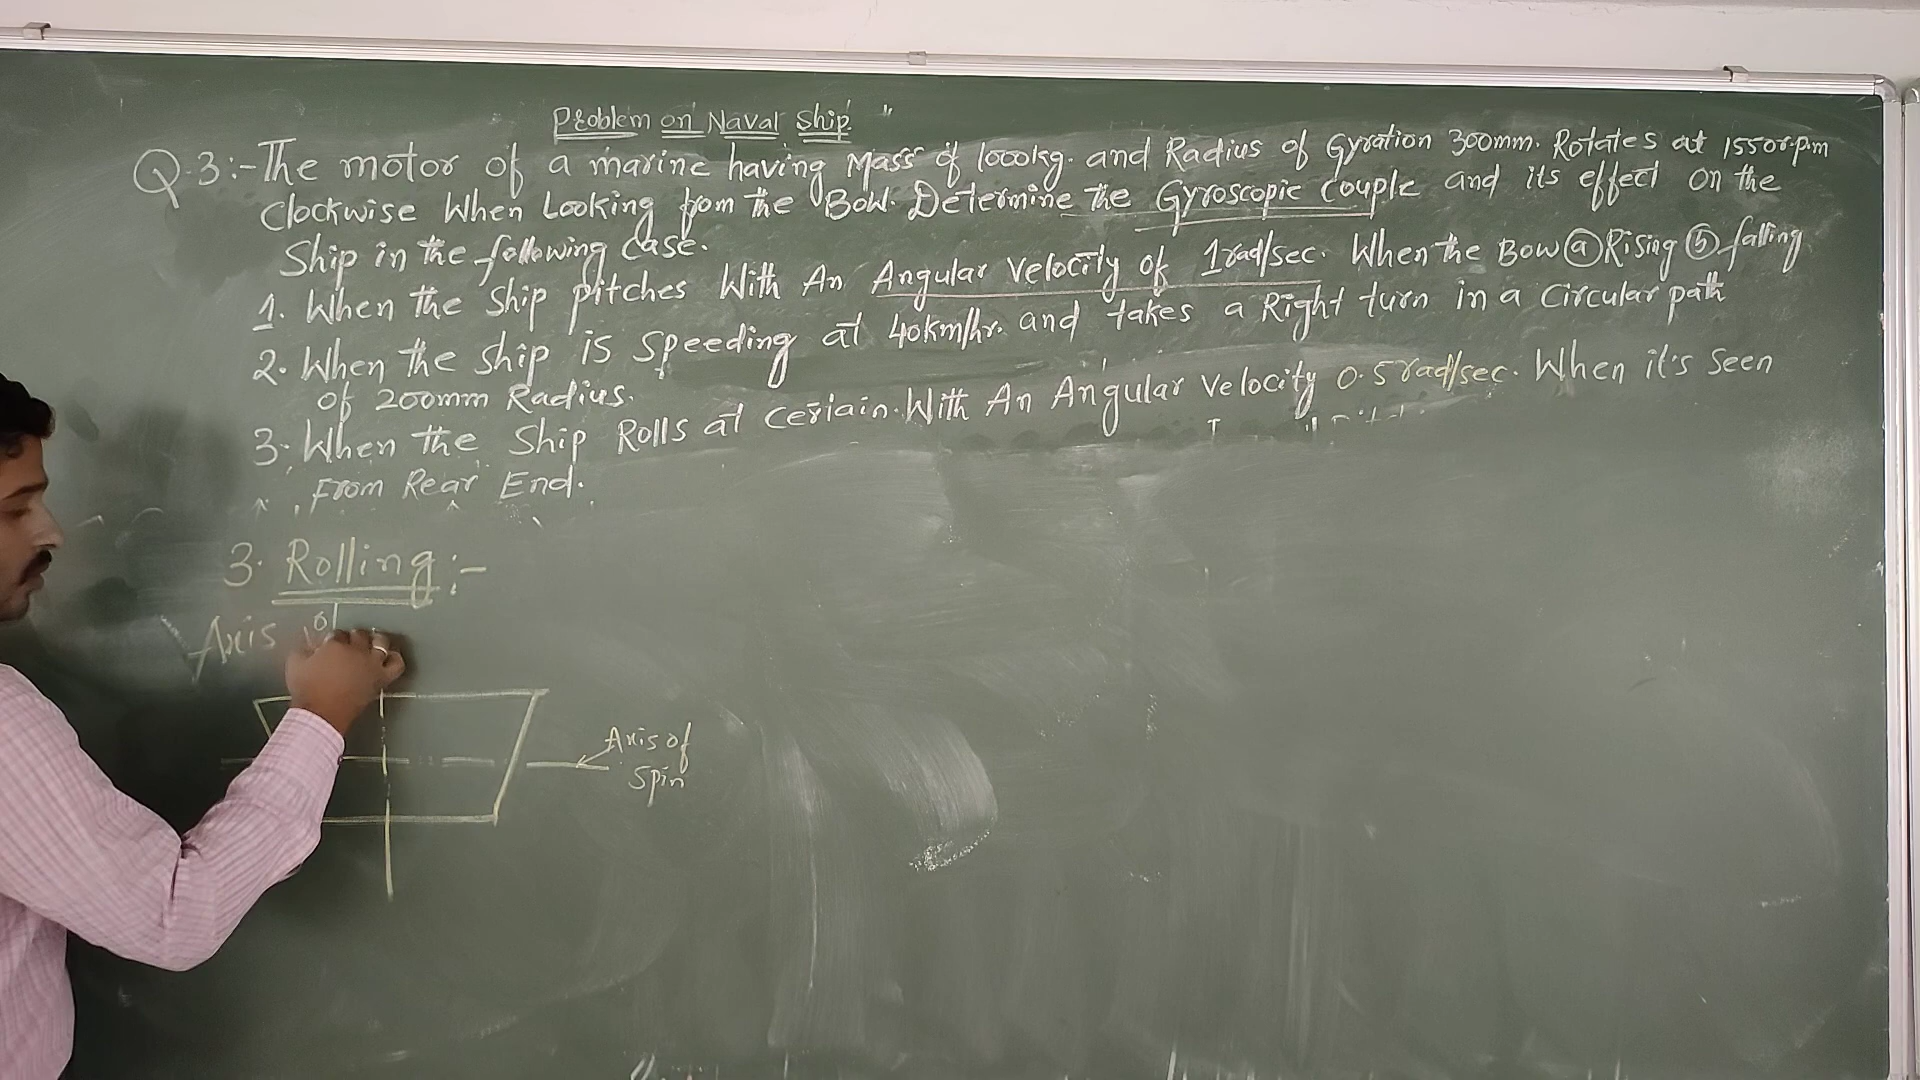 Problem on Naval Ship "
Q.3:- The motor of a marine having Mass of 1000kg. and Radius of Gyration 300mm. Rotates at 1550r.p.m
Clockwise When Looking from the Bow. Determine the Gyroscopic Couple and its effect on the
Ship in the following Case.
1. When the Ship pitches With An Angular Velocity of 1rad/sec. When the Bow ⓐ Rising ⓑ falling
2. When the Ship is Speeding at 40km/hr. and takes a Right turn in a Circular path
of 200mm Radius.
3. When the Ship Rolls at Certain. With An Angular Velocity 0.5rad/sec. When it's Seen
From Rear End.
3. Rolling :-
Axis of
Axis of
Spin